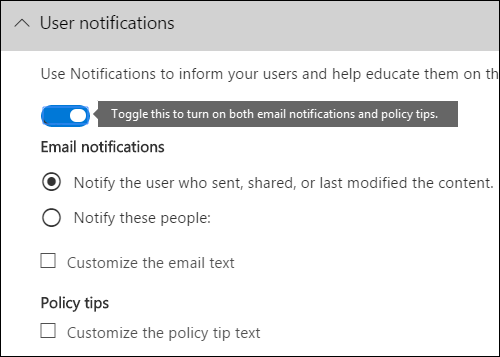 User notifications
Use Notifications to inform your users and help educate them on th
Toggle this to turn on both email notifications and policy tips.
Email notifications
Notify the user who sent, shared, or last modified the content.
Notify these people:
Customize the email text
Policy tips
Customize the policy tip text